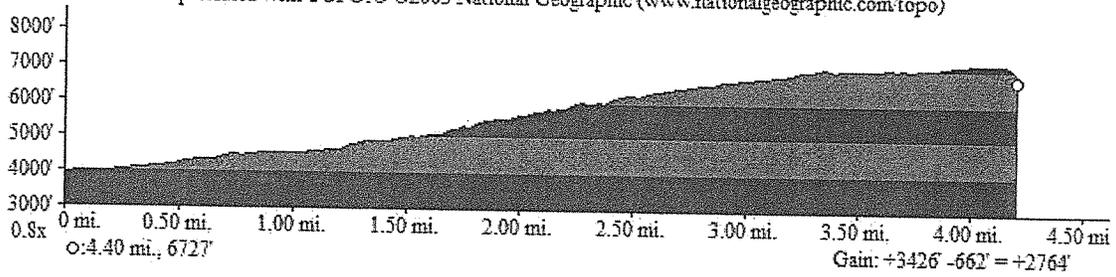 with TOPO! ©2003 National Geographic (www.nationalgeographic.com/topo)
8000'
7000'
6000'
5000'
4000'
3000'
0 mi. 0.50 mi. 1.00 mi. 1.50 mi. 2.00 mi. 2.50 mi. 3.00 mi. 3.50 mi. 4.00 mi. 4.50 mi.
0.8x
o:4.40 mi., 6727'
Gain: +3426' -662' = +2764'